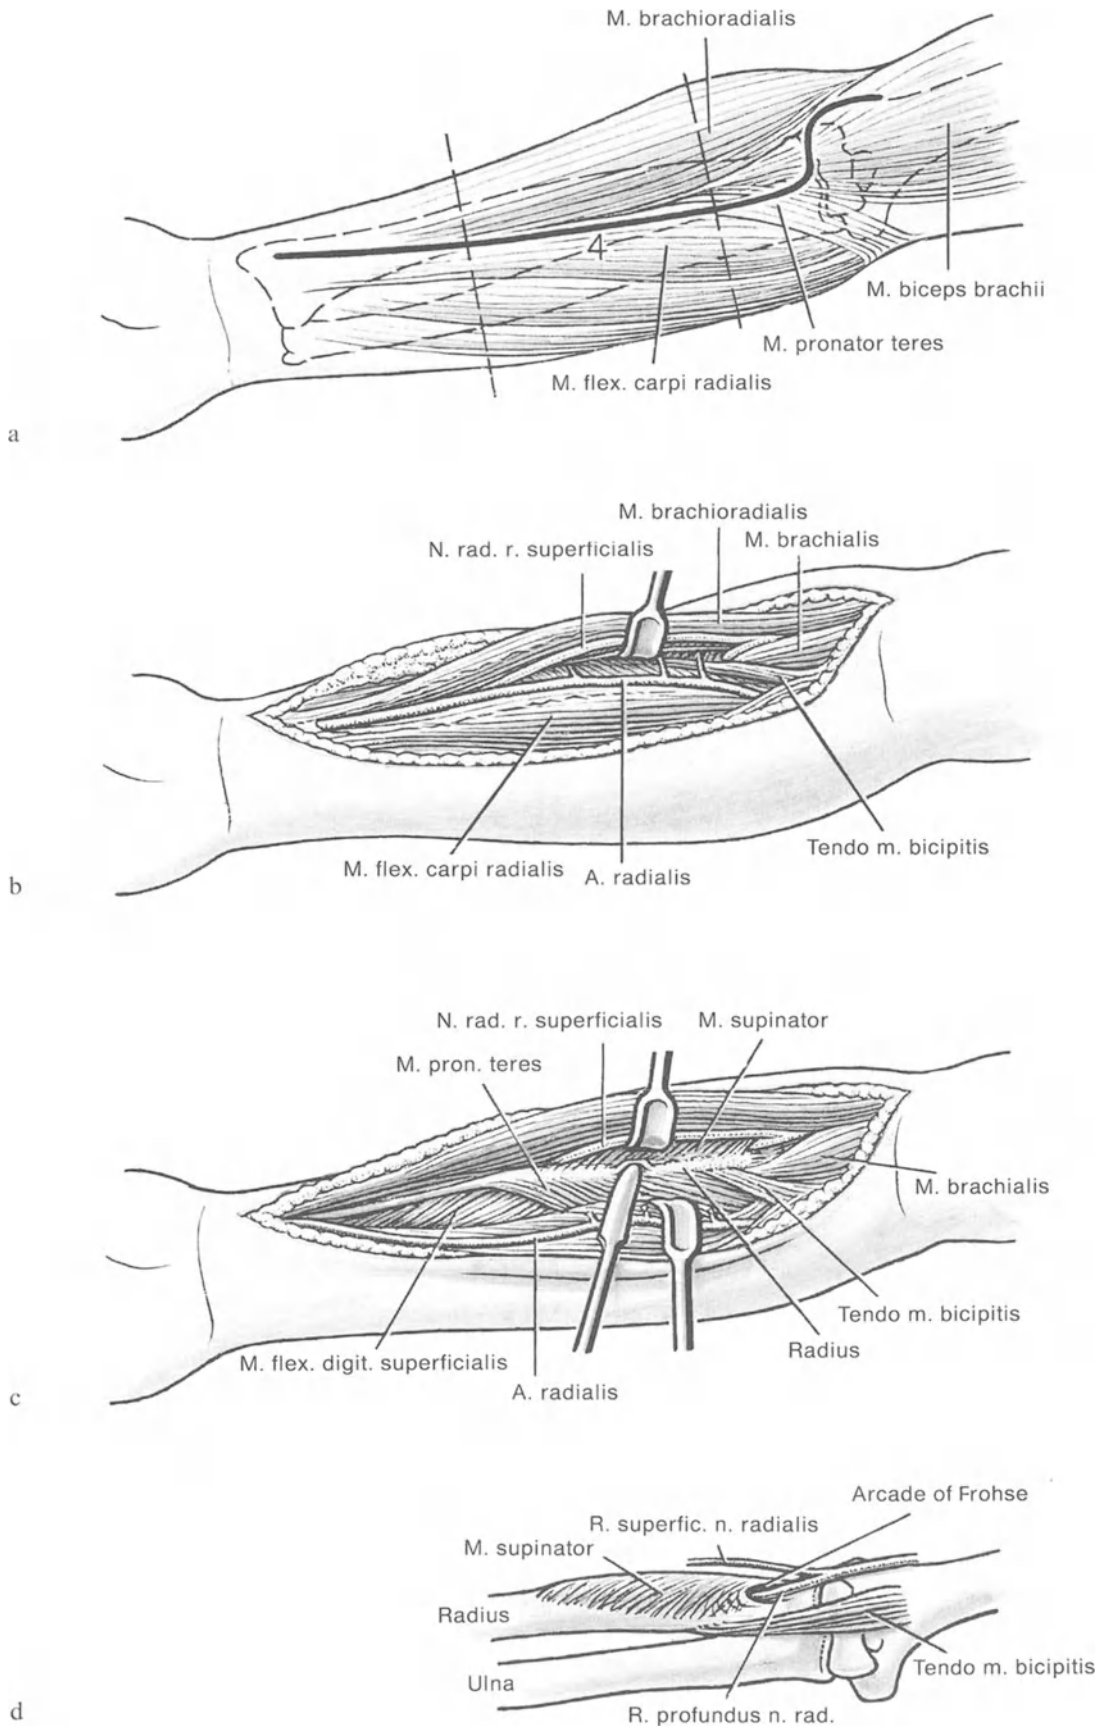 M. brachioradialis
4
M. biceps brachii
M. pronator teres
M. flex. carpi radialis
a
M. brachioradialis
M. brachialis
N. rad. r. superficialis
Tendo m. bicipitis
M. flex. carpi radialis
A. radialis
b
N. rad. r. superficialis
M. supinator
M. pron. teres
M. brachialis
Tendo m. bicipitis
Radius
M. flex. digit. superficialis
A. radialis
c
Arcade of Frohse
R. superfic. n. radialis
M. supinator
Radius
Tendo m. bicipitis
Ulna
R. profundus n. rad.
d